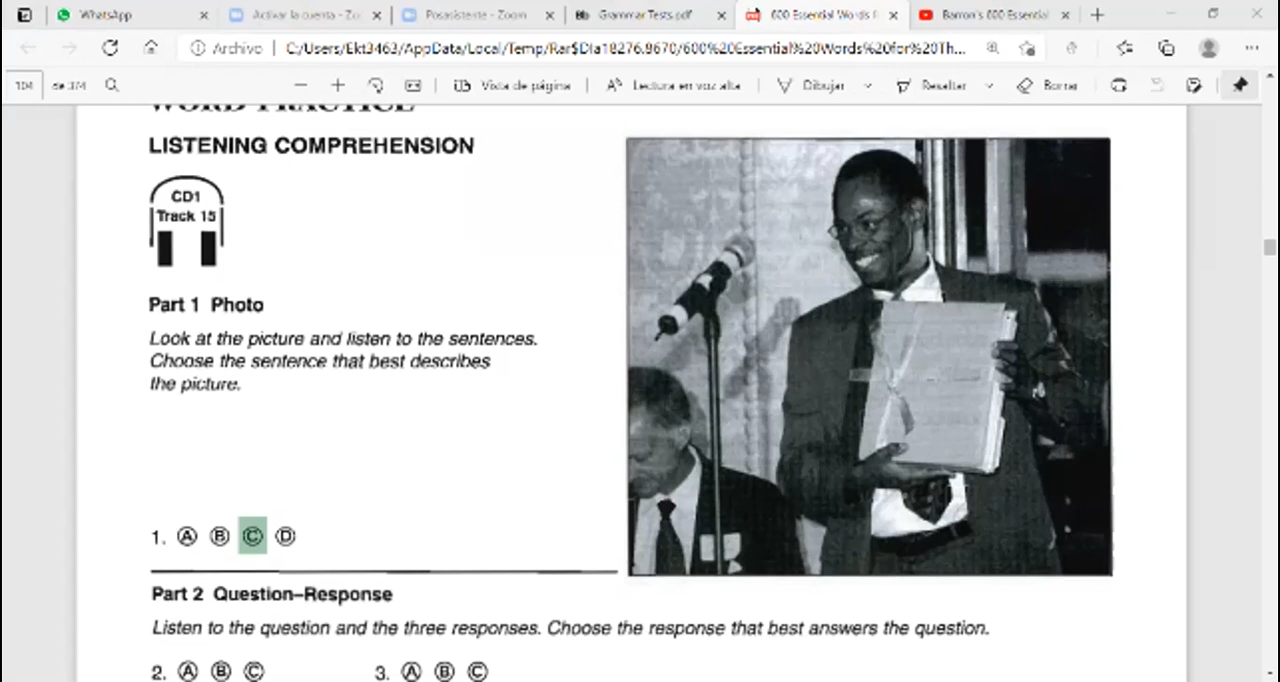 WhatsApp
Activar la cuenta - Zo
Posasistente - Zoom
Grammar Tests.pdf
600 Essential Words f
Barron's 600 Essential
Archivo
C:/Users/Ekt3463/AppData/Local/Temp/Rar$DIa18276.8670/600%20Essential%20Words%20for%20Th...
104 de 374
Vista de página
Lectura en voz alta
Dibujar
Resaltar
Borrar
WORD PRACTICE
LISTENING COMPREHENSION
CD1
Track 15
Part 1 Photo
Look at the picture and listen to the sentences.
Choose the sentence that best describes
the picture.
1. Ⓐ Ⓑ Ⓒ Ⓓ
Part 2 Question–Response
Listen to the question and the three responses. Choose the response that best answers the question.
2. Ⓐ Ⓑ Ⓒ
3. Ⓐ Ⓑ Ⓒ